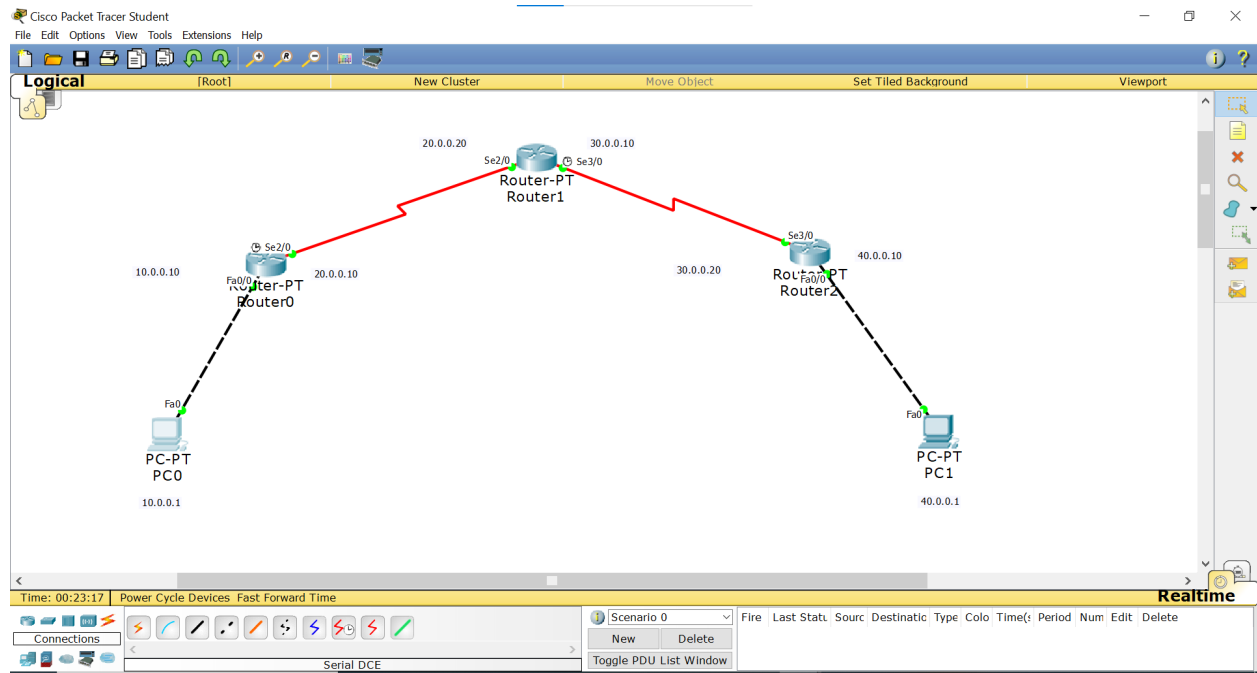 Cisco Packet Tracer Student
File Edit Options View Tools Extensions Help
Logical [Root] New Cluster Move Object Set Tiled Background Viewport
20.0.0.20 30.0.0.10
Se2/0 Se3/0
Router-PT
Router1
Se2/0 Se3/0
10.0.0.10 20.0.0.10 30.0.0.20 40.0.0.10
Fa0/0 Router-PT
Router0
Router-PT
Fa0/0
Router2
Fa0 Fa0
PC-PT PC-PT
PC0 PC1
10.0.0.1 40.0.0.1
Time: 00:23:17 Power Cycle Devices Fast Forward Time Realtime
Connections
Serial DCE
Scenario 0
New Delete
Toggle PDU List Window
Fire Last Statu Sourc Destinatic Type Colo Time(s Period Num Edit Delete